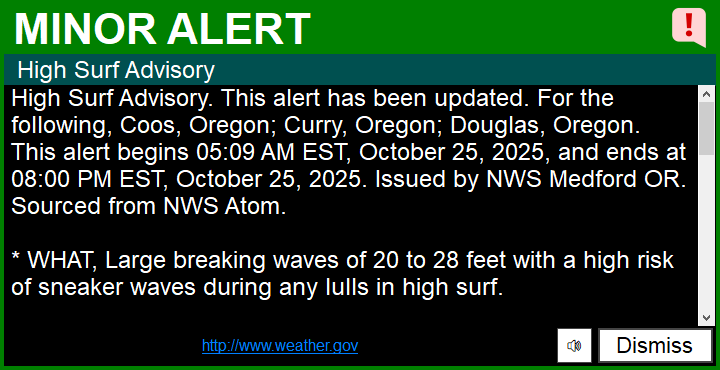 MINOR ALERT
!
High Surf Advisory
High Surf Advisory. This alert has been updated. For the
following, Coos, Oregon; Curry, Oregon; Douglas, Oregon.
This alert begins 05:09 AM EST, October 25, 2025, and ends at
08:00 PM EST, October 25, 2025. Issued by NWS Medford OR.
Sourced from NWS Atom.
* WHAT, Large breaking waves of 20 to 28 feet with a high risk
of sneaker waves during any lulls in high surf.
http://www.weather.gov
Dismiss